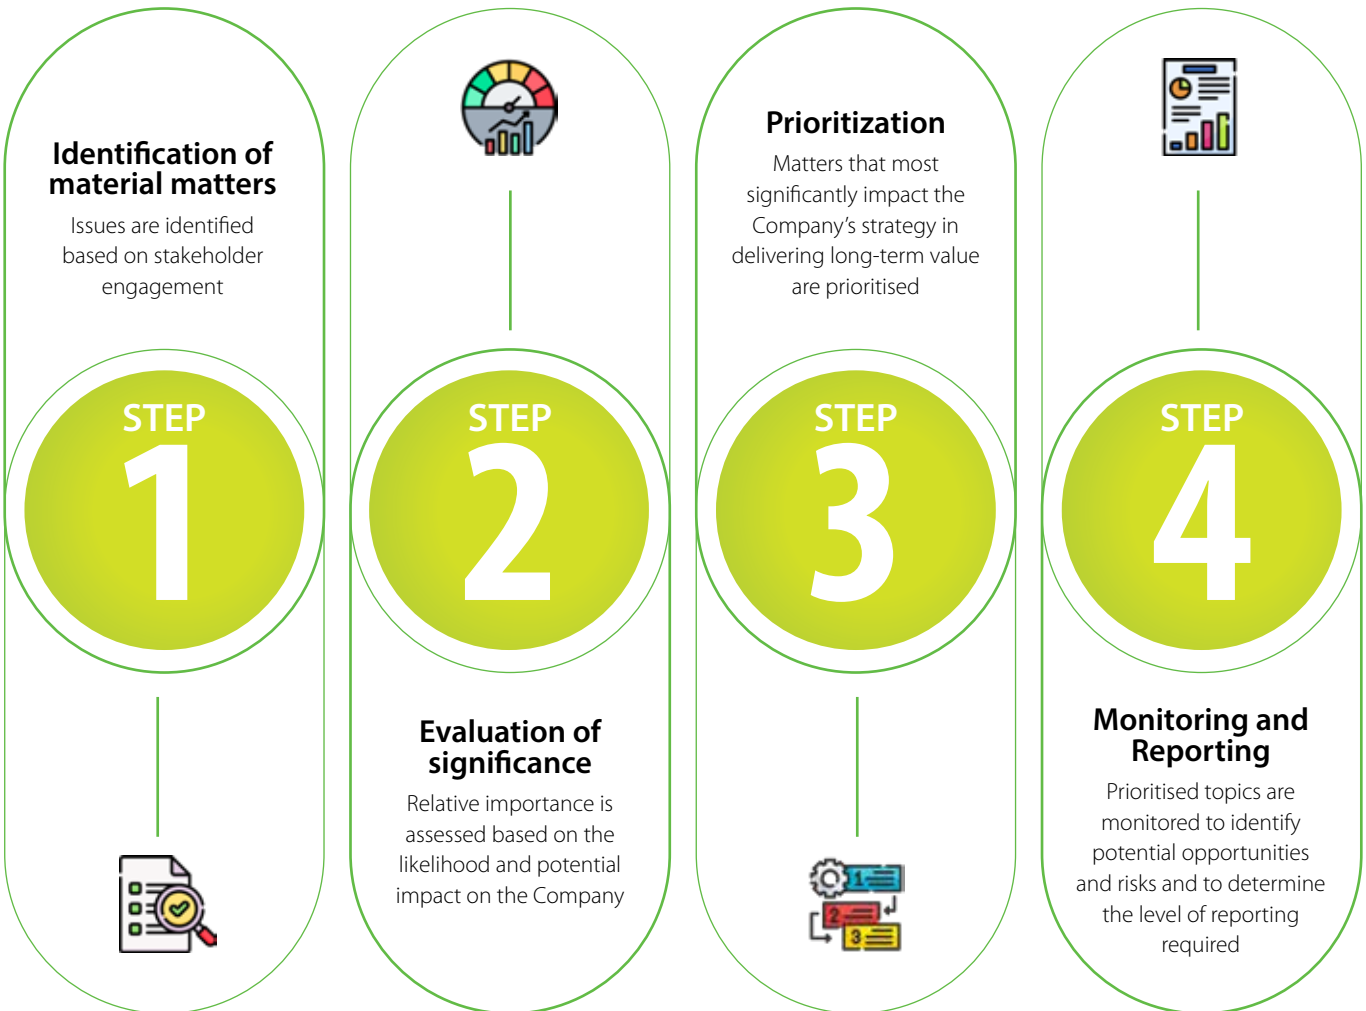 Identification of
material matters
Issues are identified
based on stakeholder
engagement
STEP
1
STEP
2
Evaluation of
significance
Relative importance is
assessed based on the
likelihood and potential
impact on the Company
Prioritization
Matters that most
significantly impact the
Company’s strategy in
delivering long-term value
are prioritised
STEP
3
1
2
3
STEP
4
Monitoring and
Reporting
Prioritised topics are
monitored to identify
potential opportunities
and risks and to determine
the level of reporting
required